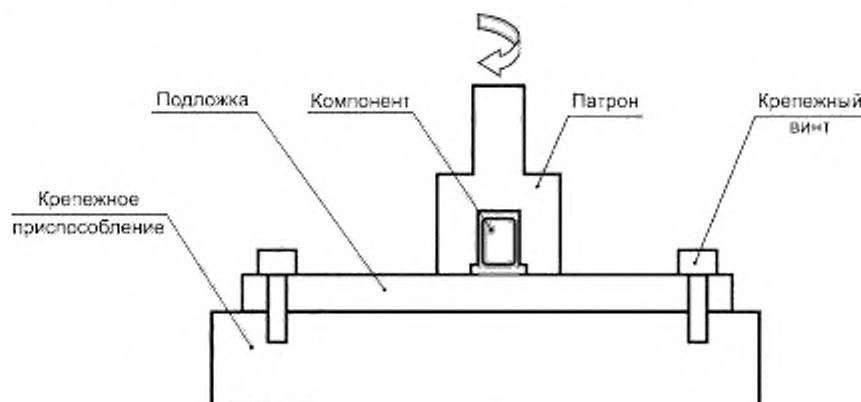 Подложка
Компонент
Патрон
Крепежный
винт
Крепежное
приспособление